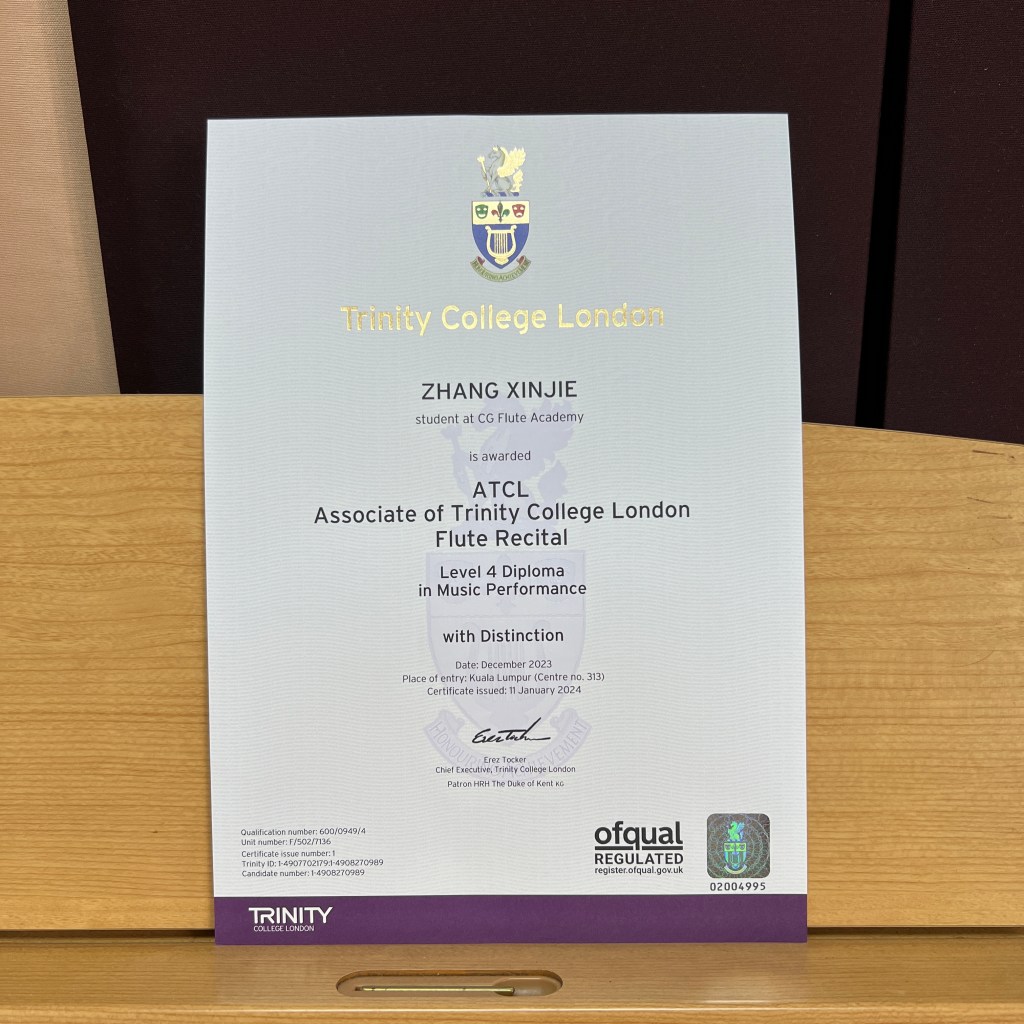 Trinity College London
ZHANG XINJIE
student at CG Flute Academy
is awarded
ATCL
Associate of Trinity College London
Flute Recital
Level 4 Diploma
in Music Performance
with Distinction
Date: December 2023
Place of entry: Kuala Lumpur (Centre no. 313)
Certificate issued: 11 January 2024
Erez Tocker
Chief Executive, Trinity College London
Patron HRH The Duke of Kent KG
Qualification number: 600/0949/4
Unit number: F/502/7136
Certificate issue number: 1
Trinity ID: 1-4907702179:1-4908270989
Candidate number: 1-4908270989
ofqual
REGULATED
register.ofqual.gov.uk
02004995
TRINITY
COLLEGE LONDON